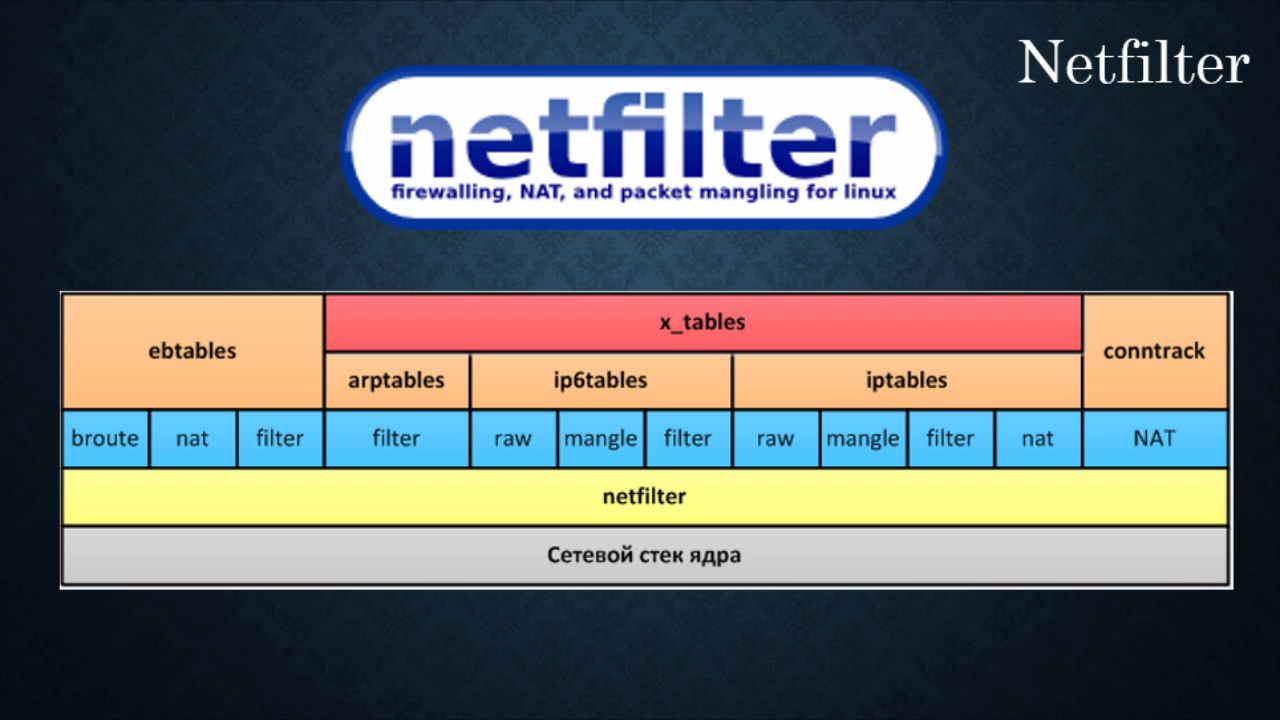 Netfilter
netfilter
firewalling, NAT, and packet mangling for linux
ebtables
x_tables
conntrack
arptables
ip6tables
iptables
broute nat filter filter raw mangle filter raw mangle filter nat NAT
netfilter
Сетевой стек ядра